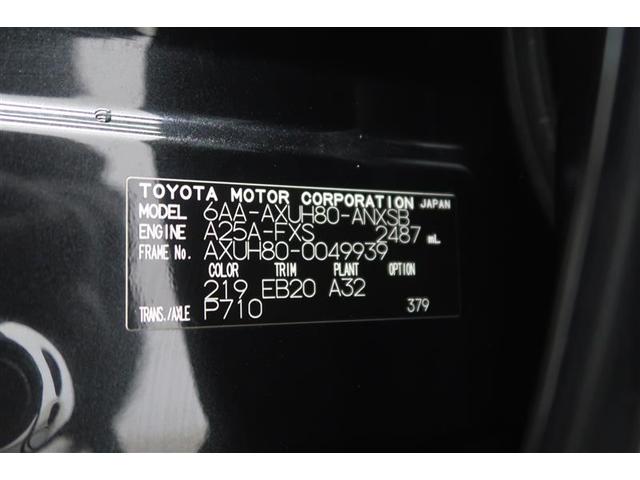 TOYOTA MOTOR CORPORATION JAPAN
MODEL 6AA-AXUH80-ANXSB
ENGINE A25A-FXS 2487 mL
FRAME No. AXUH80-0049939
COLOR TRIM PLANT OPTION
219 EB20 A32
TRANS./AXLE P710 379